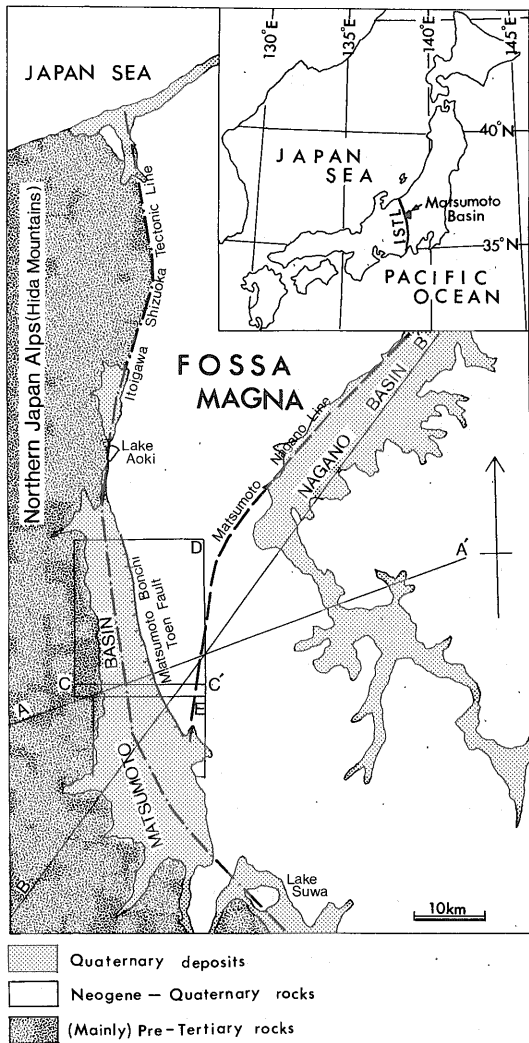 JAPAN SEA
130°E
135°E
140°E
145°E
40°N
JAPAN
SEA
Matsumoto
Basin
ISTL
35°N
PACIFIC
OCEAN
Northern Japan Alps(Hida Mountains)
Itoigawa Shizuoka Tectonic Line
FOSSA
MAGNA
Lake
Aoki
Matsumoto Nagano Line
NAGANO BASIN
B'
A'
D
Matsumoto Bonchi
Toen Fault
MATSUMOTO BASIN
C
C'
A
E
B
Lake
Suwa
10km
Quaternary deposits
Neogene — Quaternary rocks
(Mainly) Pre-Tertiary rocks